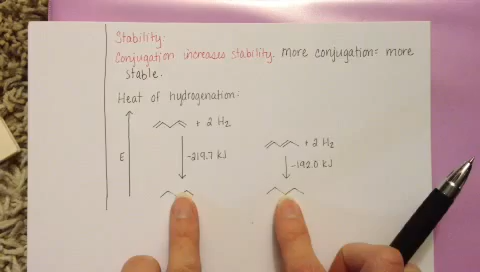 Stability:
Conjugation increases stability. More conjugation = more
stable.
Heat of hydrogenation:
+ 2 H₂
+ 2 H₂
E
-219.7 kJ
-192.0 kJ